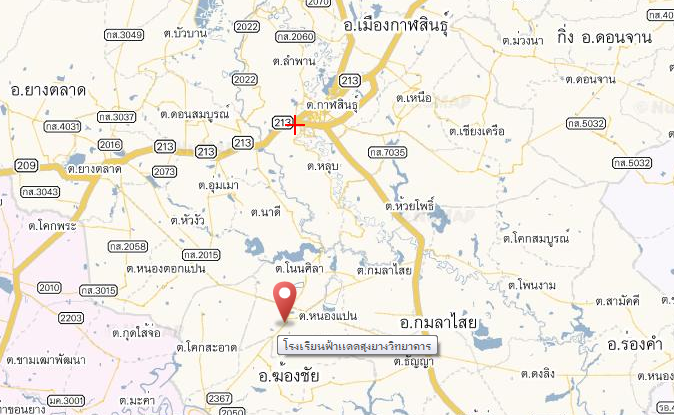 2070
กส.4049
ต.บัวบาน
2022
กส.2060
อ.เมืองกาฬสินธุ์
ต.ม่วงนา
กิ่ง อ.ดอนจาน
กส.3049
ต.ลำพาน
2022
213
ต.ดอนจาน
อ.ยางตลาด
ต.กาฬสินธุ์
ต.เหนือ
ต.ดอนสมบูรณ์
กส.3037
กส.4031
213
ต.เชียงเครือ
กส.5032
2016
213
213
213
กส.7035
กส.5032
209
ต.ยางตลาด
2073
ต.หลุบ
ต.อุ่มเมา
กส.3043
ต.ห้วยโพธิ์
ต.นาดี
ต.หัวงัว
ต.โคกพระ
ต.โคกสมบูรณ์
กส.2058
กส.2015
ต.หนองตอกแปน
ต.โนนศิลา
ต.กมลาไสย
2010
กส.3015
ต.โพนงาม
ต.สามัคคี
2203
ต.หนองแปน
อ.กมลาไสย
ต.กุดไส้จ่อ
โรงเรียนฟ้าแดดสูงยางวิทยาคาร
อ.ร่องคำ
ต.โคกสะอาด
ต.ขามเฒ่าพัฒนา
ต.ธัญญา
อ.ฆ้องชัย
ต.ดงลิง
มค.3001
ต.มะค่า
2367
2050